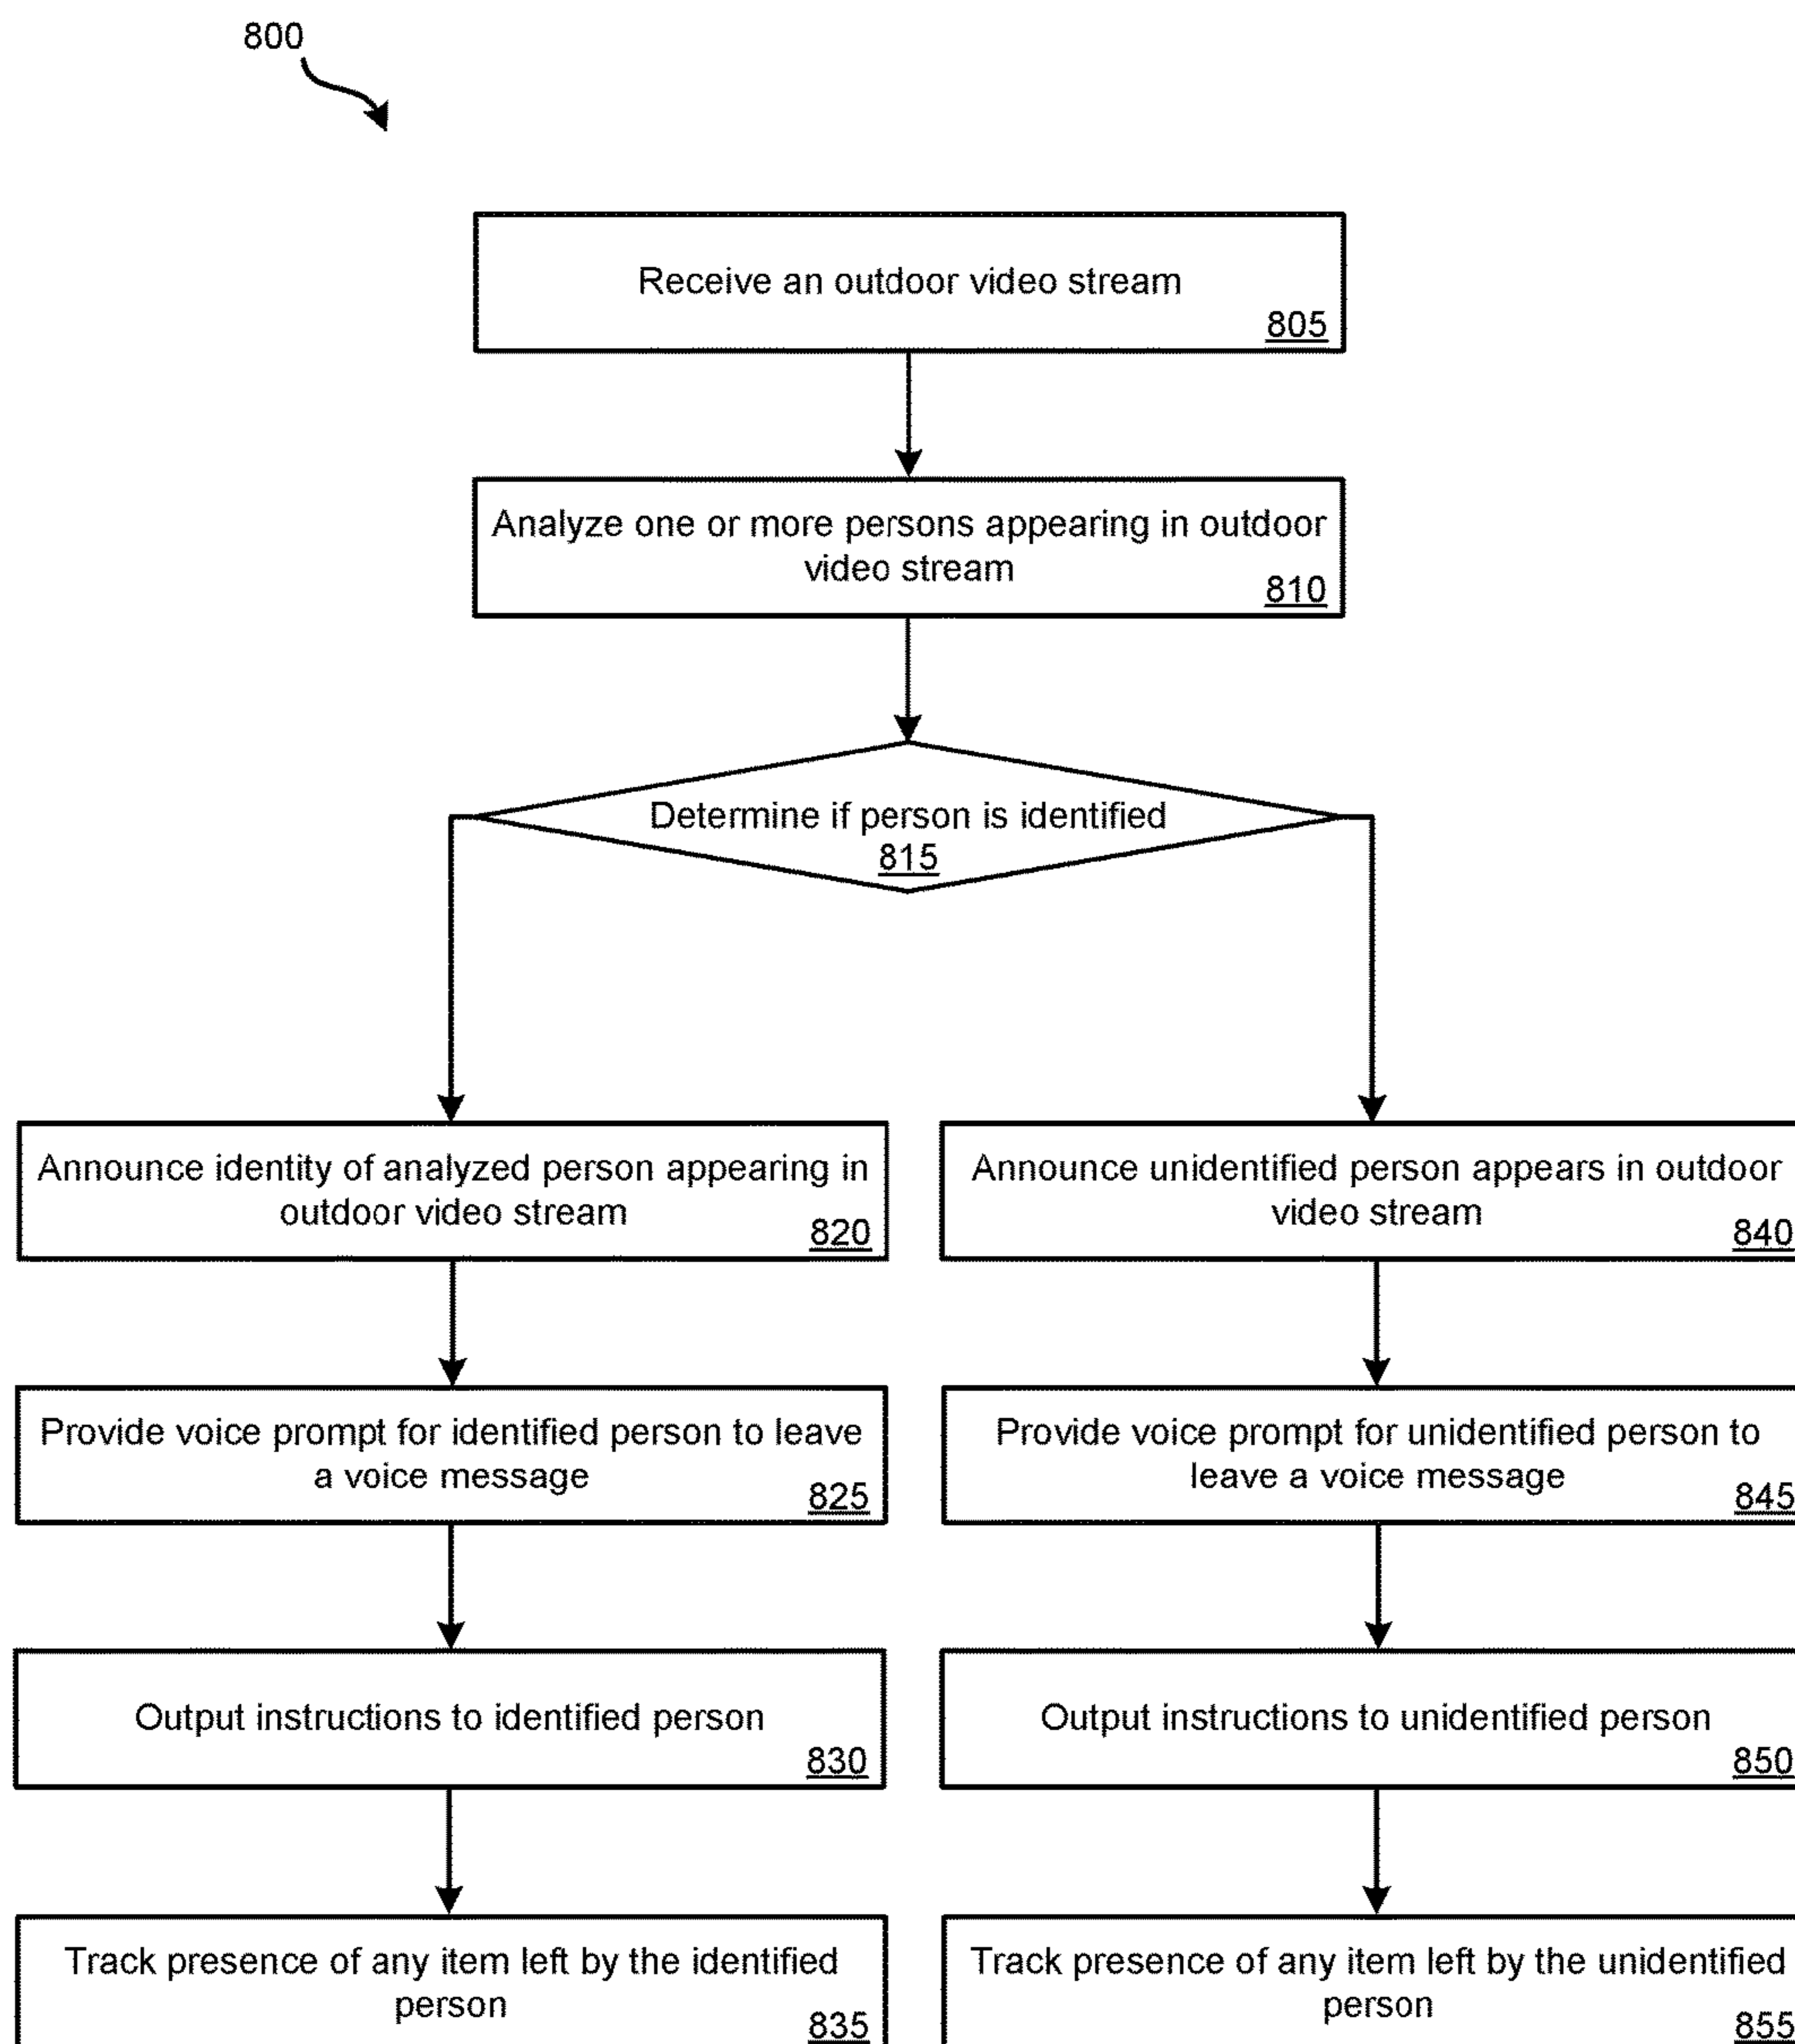 800
Receive an outdoor video stream
805
Analyze one or more persons appearing in outdoor
video stream
810
Determine if person is identified
815
Announce identity of analyzed person appearing in
outdoor video stream
820
Provide voice prompt for identified person to leave
a voice message
825
Output instructions to identified person
830
Track presence of any item left by the identified
person
835
Announce unidentified person appears in outdoor
video stream
840
Provide voice prompt for unidentified person to
leave a voice message
845
Output instructions to unidentified person
850
Track presence of any item left by the unidentified
person
855